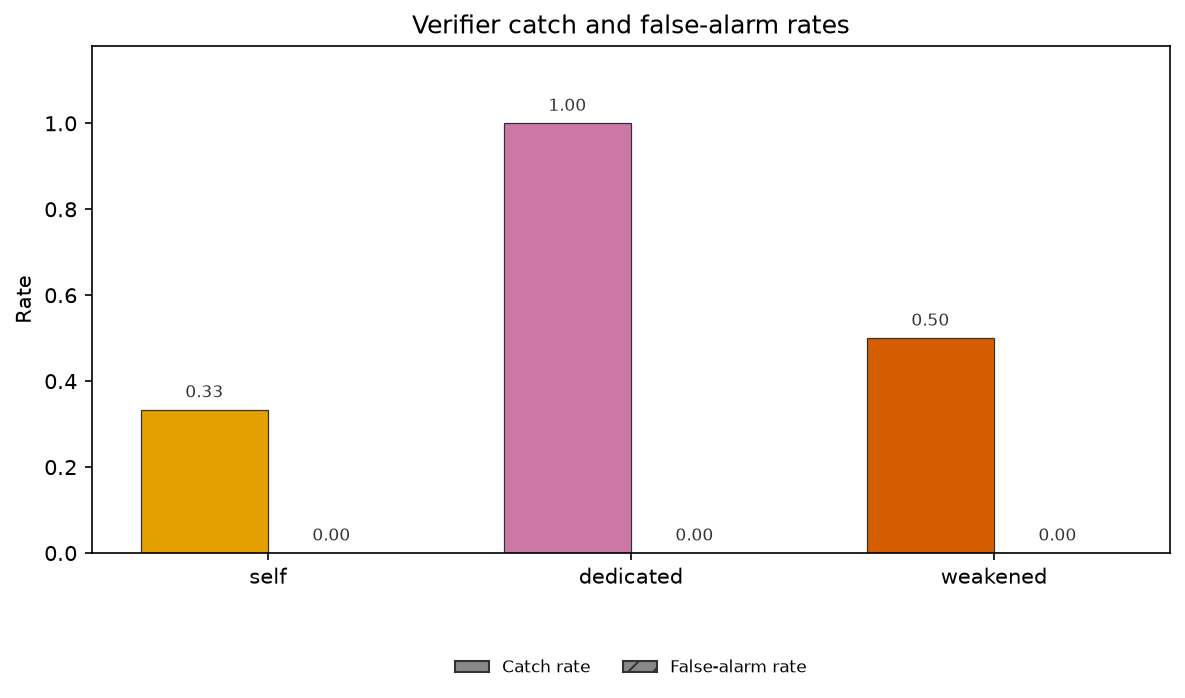 Verifier catch and false-alarm rates
Rate
1.0
0.8
0.6
0.4
0.2
0.0
0.33
0.00
1.00
0.00
0.50
0.00
self
dedicated
weakened
Catch rate
False-alarm rate